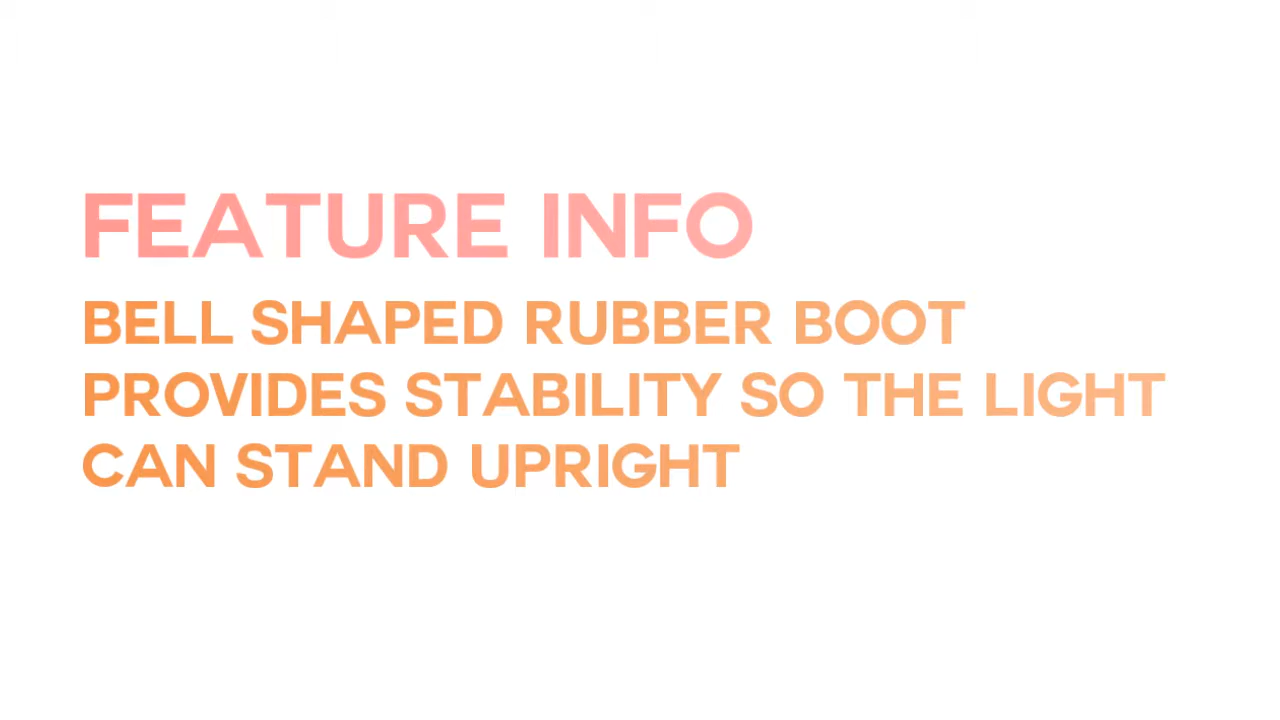 FEATURE INFO
BELL SHAPED RUBBER BOOT
PROVIDES STABILITY SO THE LIGHT
CAN STAND UPRIGHT